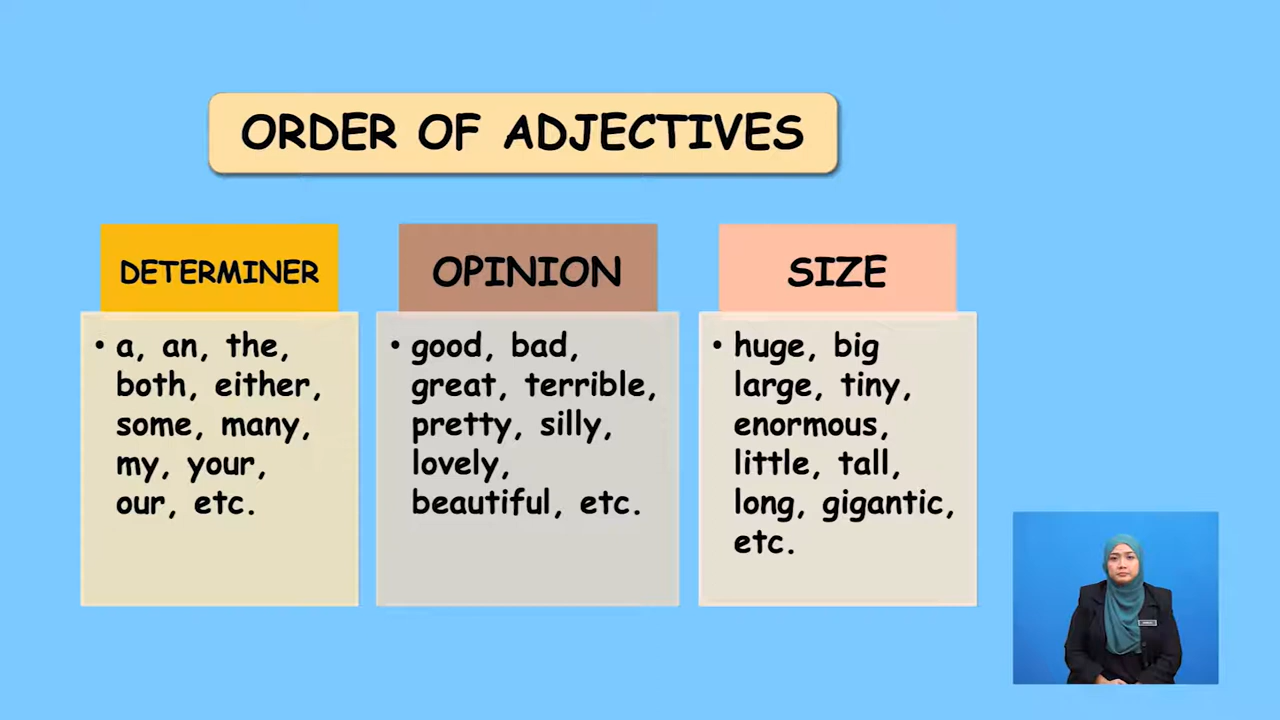 ORDER OF ADJECTIVES
DETERMINER
• a, an, the,
both, either,
some, many,
my, your,
our, etc.
OPINION
• good, bad,
great, terrible,
pretty, silly,
lovely,
beautiful, etc.
SIZE
• huge, big
large, tiny,
enormous,
little, tall,
long, gigantic,
etc.